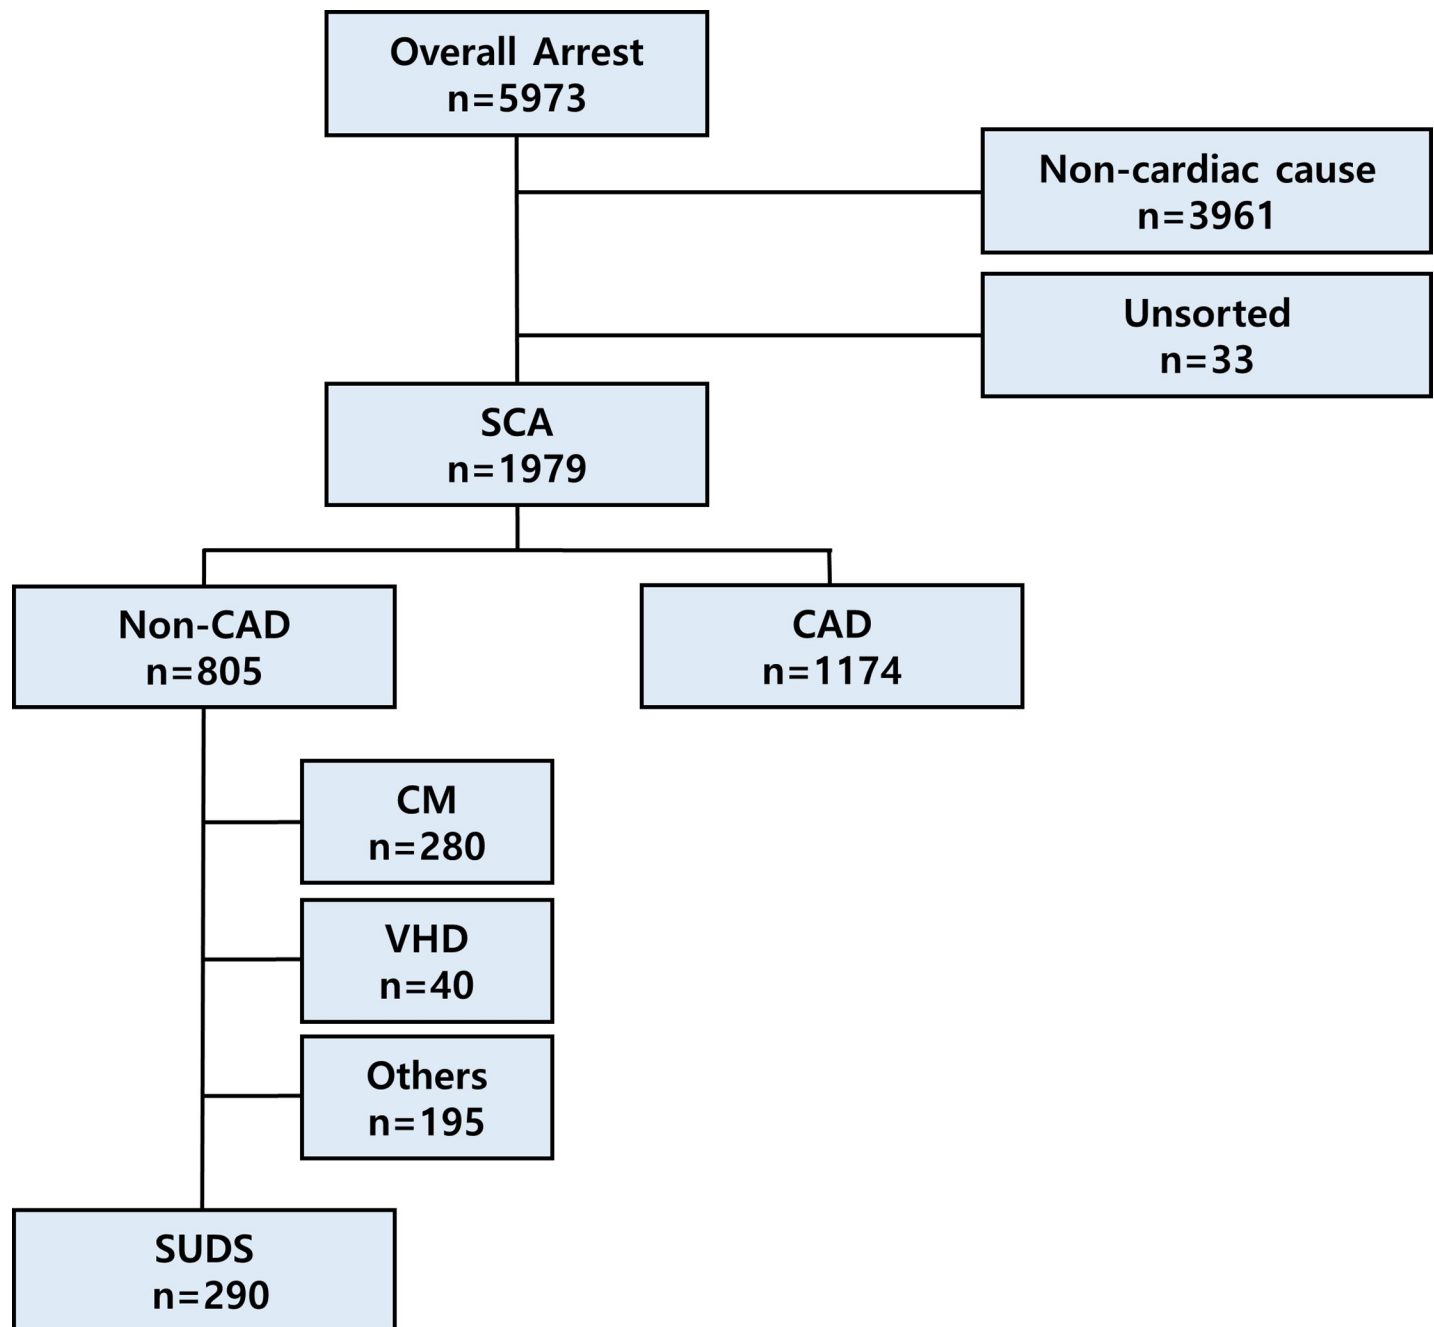 Overall Arrest
n=5973
Non-cardiac cause
n=3961
Unsorted
n=33
SCA
n=1979
Non-CAD
n=805
CAD
n=1174
CM
n=280
VHD
n=40
Others
n=195
SUDS
n=290